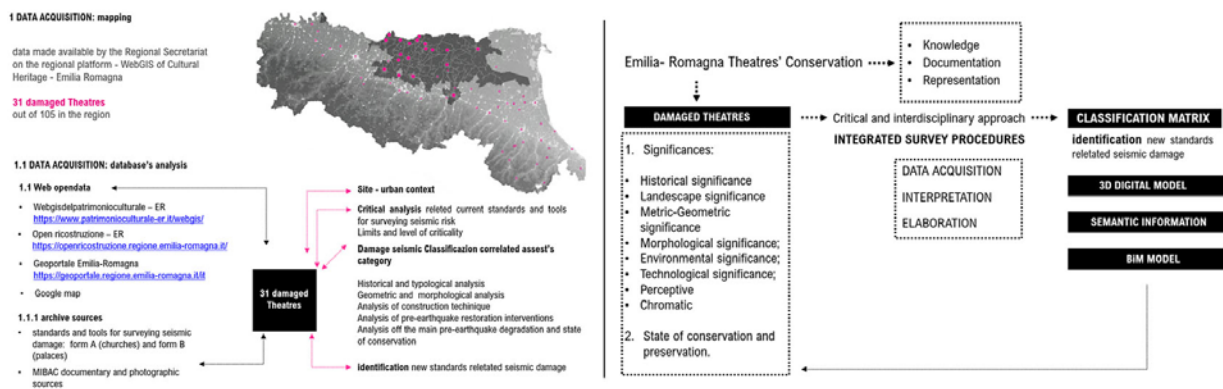 1 DATA ACQUISITION: mapping
data made available by the Regional Secretariat
on the regional platform - WebGIS of Cultural
Heritage - Emilia Romagna
31 damaged Theatres
out of 105 in the region
1.1 DATA ACQUISITION: database's analysis
1.1 Web opendata
• Webgisdelpatrimonioculturale – ER
https://www.patrimonioculturale-er.it/webgis/
• Open ricostruzione – ER
https://openricostruzione.regione.emilia-romagna.it/
• Geoportale Emilia-Romagna
https://geoportale.regione.emilia-romagna.it/it
• Google map
1.1.1 archive sources
• standards and tools for surveying seismic
damage: form A (churches) and form B
(palaces)
• MIBAC documentary and photographic
sources
31 damaged
Theatres
Site - urban context
Critical analysis releted current standards and tools
for surveying seismic risk
Limits and level of criticality
Damage seismic Classification correlated assest's
category
Historical and typological analysis
Geometric and morphological analysis
Analysis of construction techinique
Analysis of pre-earthquake restoration interventions
Analysis off the main pre-earthquake degradation and state
of conservation
identification new standards reletated seismic damage
Emilia- Romagna Theatres' Conservation
• Knowledge
• Documentation
• Representation
DAMAGED THEATRES
1. Significances:
• Historical significance
• Landscape significance
• Metric-Geometric
significance
• Morphological significance;
• Environmental significance;
• Technological significance;
• Perceptive
• Chromatic
2. State of conservation and
preservation.
Critical and interdisciplinary approach
INTEGRATED SURVEY PROCEDURES
DATA ACQUISITION
INTERPRETATION
ELABORATION
CLASSIFICATION MATRIX
identification new standards
reletated seismic damage
3D DIGITAL MODEL
SEMANTIC INFORMATION
BiM MODEL